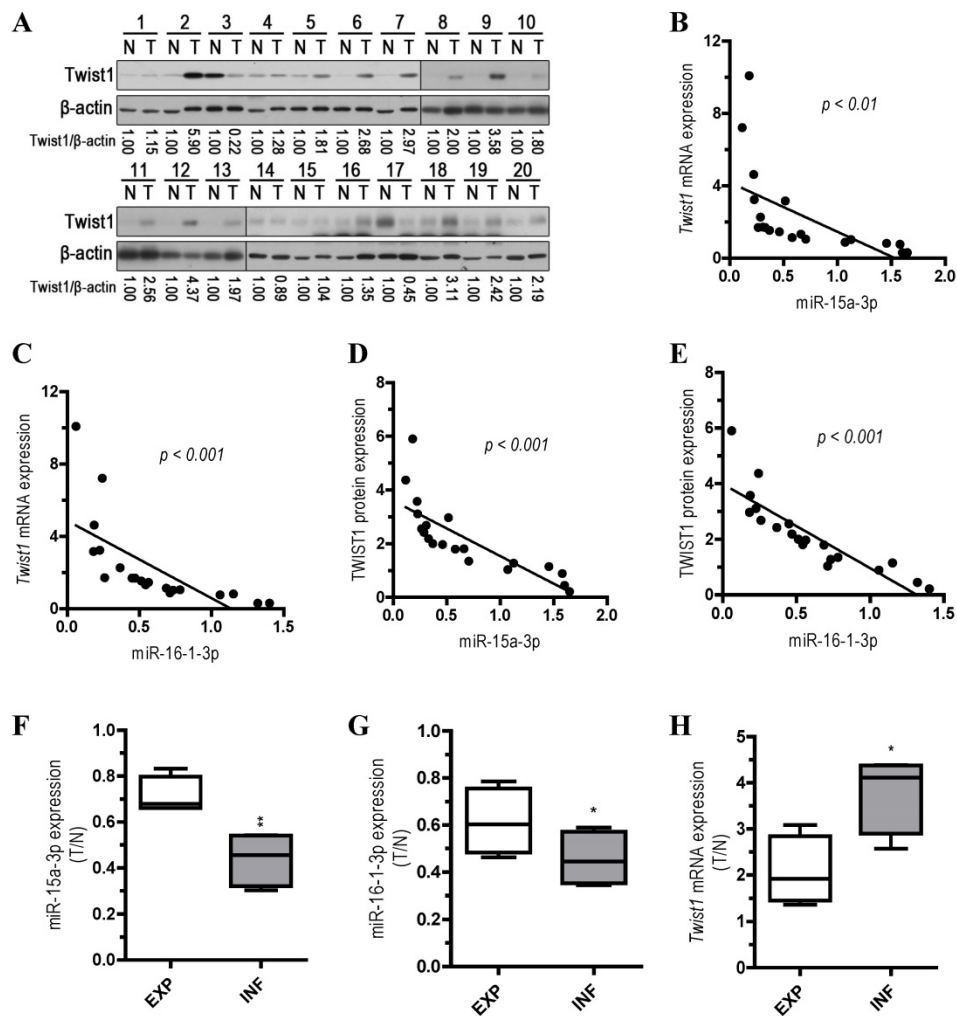 A
1 2 3 4 5 6 7 8 9 10
N T N T N T N T N T N T N T N T N T N T
Twist1
β-actin
Twist1/β-actin 1.00 1.15 1.00 5.90 1.00 0.22 1.00 1.28 1.00 1.81 1.00 2.68 1.00 2.97 1.00 2.00 1.00 3.58 1.00 1.80
11 12 13 14 15 16 17 18 19 20
N T N T N T N T N T N T N T N T N T N T
Twist1
β-actin
Twist1/β-actin 1.00 2.56 1.00 4.37 1.00 1.97 1.00 0.89 1.00 1.04 1.00 1.35 1.00 0.45 1.00 3.11 1.00 2.42 1.00 2.19
B
Twist1 mRNA expression
12
8
4
0
p < 0.01
0.0 0.5 1.0 1.5 2.0
miR-15a-3p
C
Twist1 mRNA expression
12
8
4
0
p < 0.001
0.0 0.5 1.0 1.5
miR-16-1-3p
D
TWIST1 protein expression
8
6
4
2
0
p < 0.001
0.0 0.5 1.0 1.5 2.0
miR-15a-3p
E
TWIST1 protein expression
8
6
4
2
0
p < 0.001
0.0 0.5 1.0 1.5
miR-16-1-3p
F
miR-15a-3p expression
(T/N)
1.0
0.8
0.6
0.4
0.2
0.0
**
EXP INF
G
miR-16-1-3p expression
(T/N)
1.0
0.8
0.6
0.4
0.2
0.0
*
EXP INF
H
Twist1 mRNA expression
(T/N)
5
4
3
2
1
0
*
EXP INF